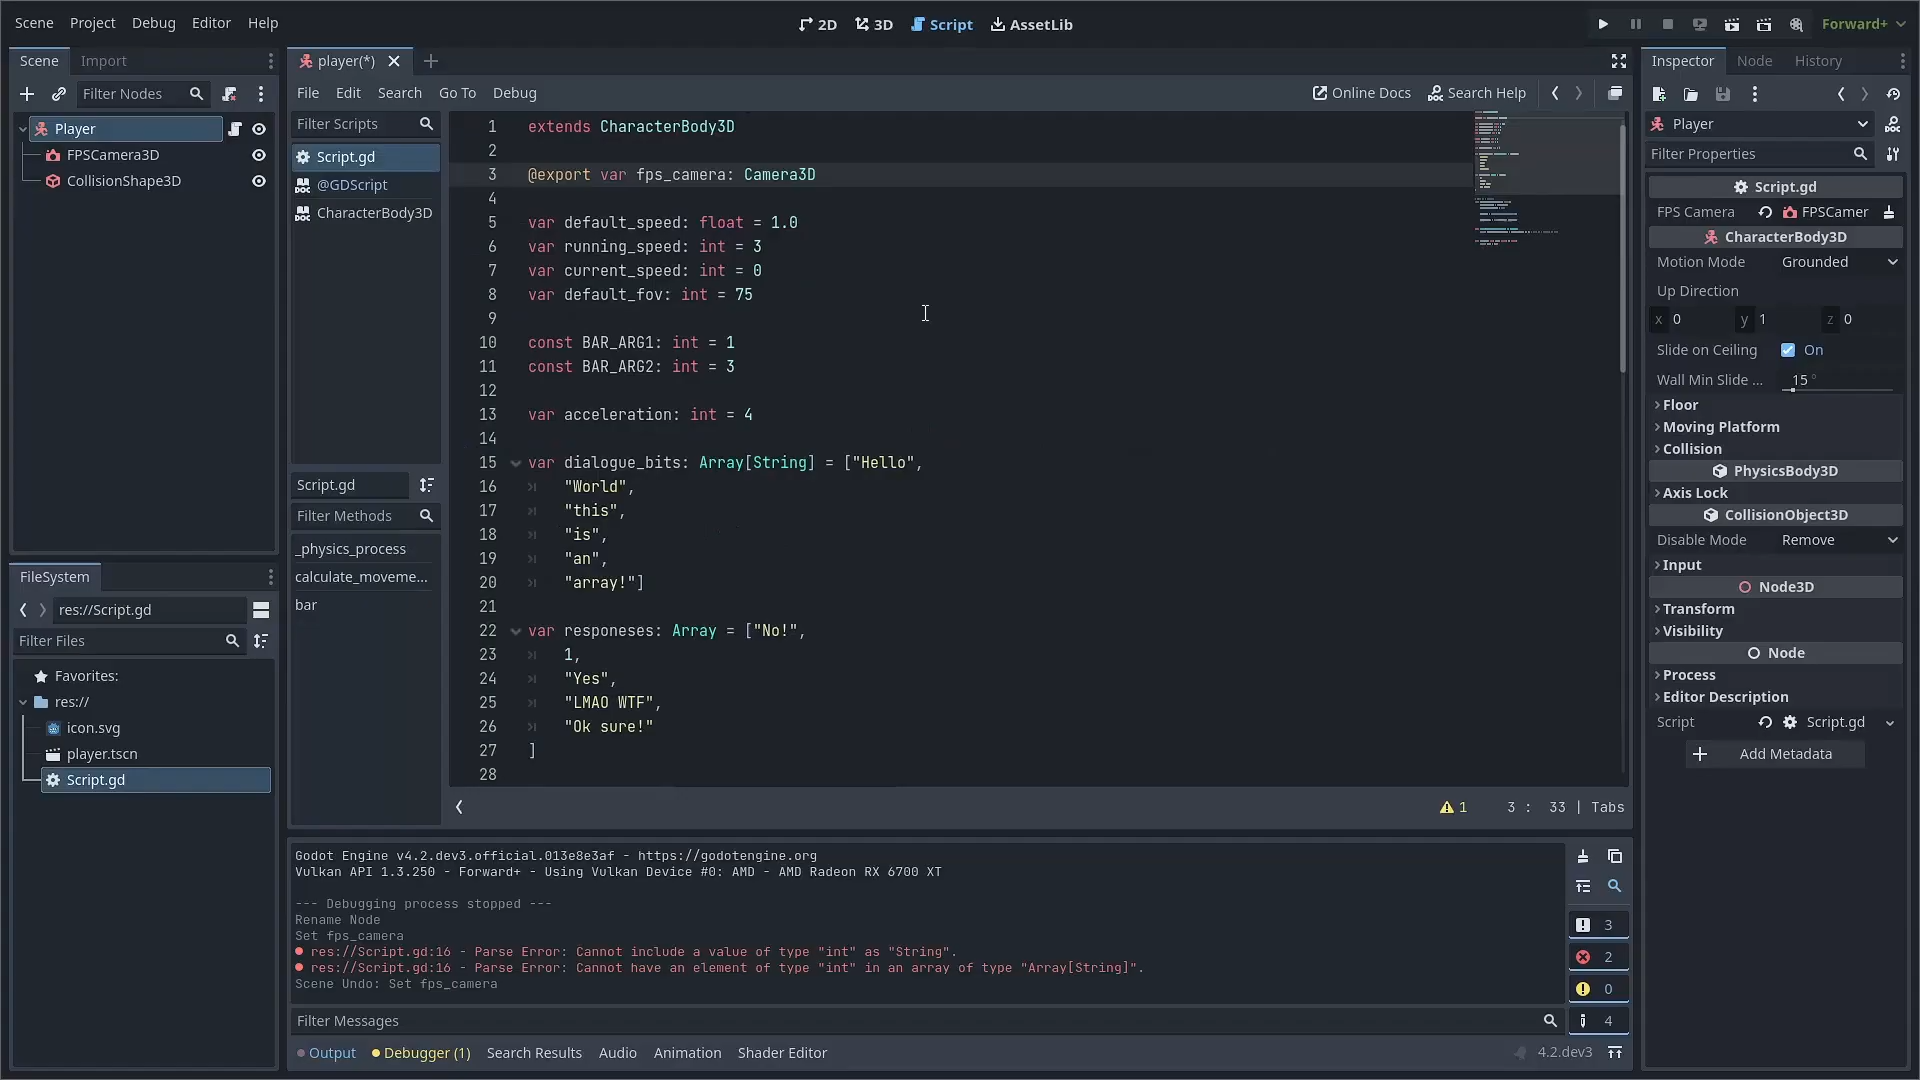 Scene Project Debug Editor Help
2D 3D Script AssetLib
Forward+
Scene Import
Filter Nodes
Player
FPSCamera3D
CollisionShape3D
FileSystem
res://Script.gd
Filter Files
Favorites:
res://
icon.svg
player.tscn
Script.gd
player(*)
File Edit Search Go To Debug
Online Docs Search Help
Filter Scripts
Script.gd
@GDScript
CharacterBody3D
Script.gd
Filter Methods
_physics_process
calculate_moveme...
bar
1 extends CharacterBody3D
2
3 @export var fps_camera: Camera3D
4
5 var default_speed: float = 1.0
6 var running_speed: int = 3
7 var current_speed: int = 0
8 var default_fov: int = 75
9
10 const BAR_ARG1: int = 1
11 const BAR_ARG2: int = 3
12
13 var acceleration: int = 4
14
15 var dialogue_bits: Array[String] = ["Hello",
16 "World",
17 "this",
18 "is",
19 "an",
20 "array!"]
21
22 var responeses: Array = ["No!",
23 1,
24 "Yes",
25 "LMAO WTF",
26 "Ok sure!"
27 ]
28
1 3 : 33 | Tabs
Godot Engine v4.2.dev3.official.013e8e3af - https://godotengine.org
Vulkan API 1.3.250 - Forward+ - Using Vulkan Device #0: AMD - AMD Radeon RX 6700 XT
--- Debugging process stopped ---
Rename Node
Set fps_camera
res://Script.gd:16 - Parse Error: Cannot include a value of type "int" as "String".
res://Script.gd:16 - Parse Error: Cannot have an element of type "int" in an array of type "Array[String]".
Scene Undo: Set fps_camera
3
2
0
4
Filter Messages
Output Debugger (1) Search Results Audio Animation Shader Editor
4.2.dev3
Inspector Node History
Player
Filter Properties
Script.gd
FPS Camera FPSCamer
CharacterBody3D
Motion Mode Grounded
Up Direction
x 0 y 1 z 0
Slide on Ceiling On
Wall Min Slide ... 15 °
Floor
Moving Platform
Collision
PhysicsBody3D
Axis Lock
CollisionObject3D
Disable Mode Remove
Input
Node3D
Transform
Visibility
Node
Process
Editor Description
Script Script.gd
Add Metadata